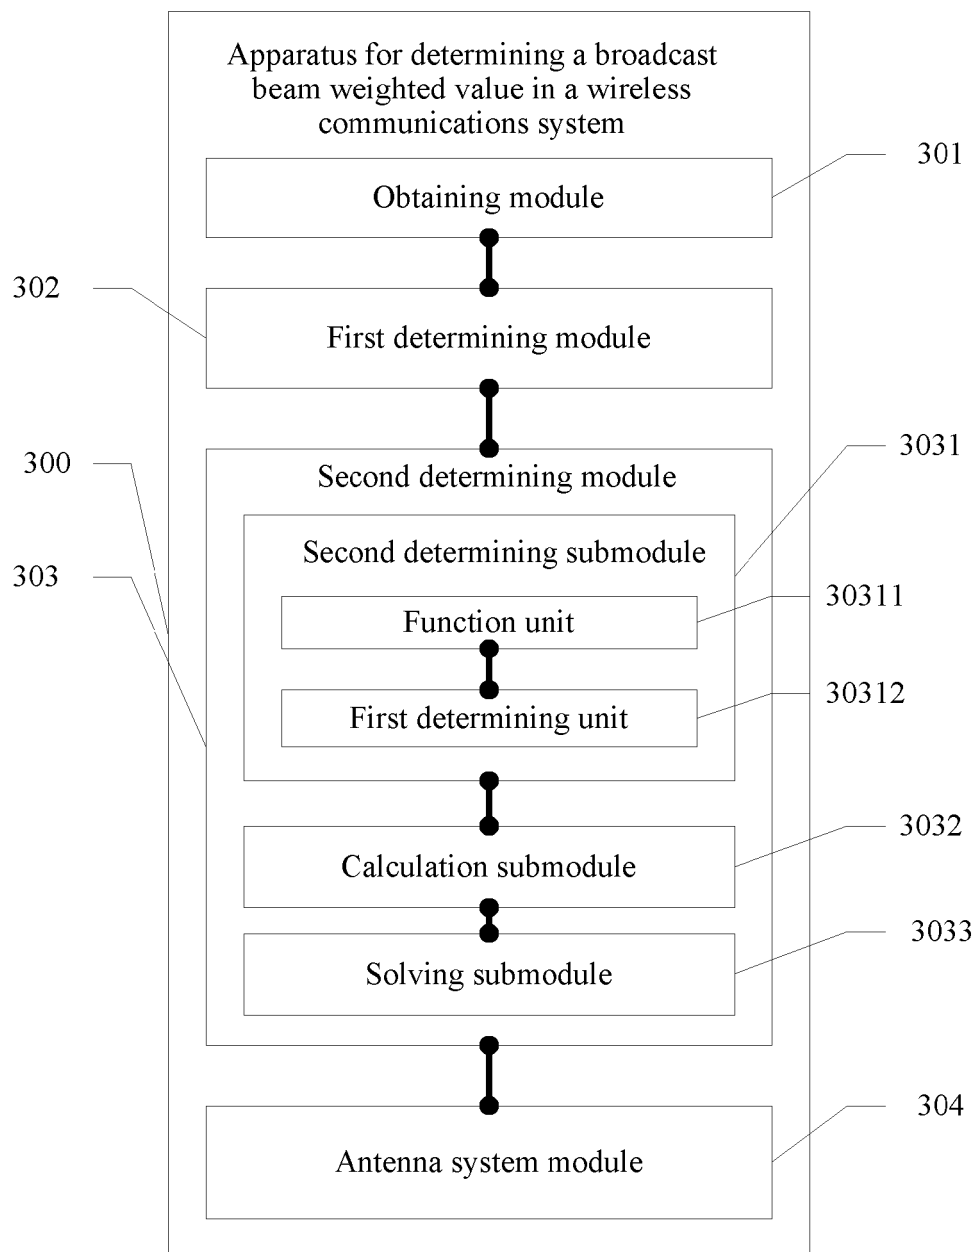 Apparatus for determining a broadcast
beam weighted value in a wireless
communications system
301
Obtaining module
302
First determining module
300
3031
Second determining module
303
Second determining submodule
30311
Function unit
30312
First determining unit
3032
Calculation submodule
3033
Solving submodule
304
Antenna system module